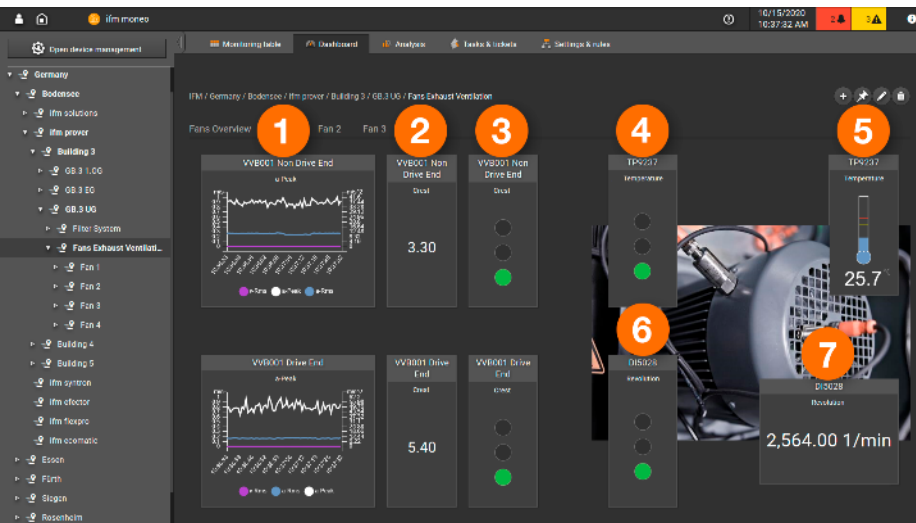 ifm moneo
10/15/2020
10:37:32 AM
2
3
Open device management
Monitoring table
Dashboard
Analysis
Tasks & tickets
Settings & rules
Germany
Bodensee
ifm solutions
ifm prover
Building 3
GB.3 1.OG
GB.3 EG
GB.3 UG
Filter System
Fans Exhaust Ventilati...
Fan 1
Fan 2
Fan 3
Fan 4
Building 4
Building 5
ifm syntron
ifm efector
ifm flexpro
ifm ecomatic
Essen
Fürth
Siegen
Rosenheim
IFM / Germany / Bodensee / ifm prover / Building 3 / GB.3 UG / Fans Exhaust Ventilation
Fans Overview
Fan 2
Fan 3
1
VVB001 Non Drive End
a-Peak
v-Rms
a-Peak
a-Rms
2
VVB001 Non
Drive End
Crest
3.30
3
VVB001 Non
Drive End
Crest
4
TP9237
Temperature
5
TP9237
Temperature
25.7
°C
VVB001 Drive End
a-Peak
v-Rms
a-Rms
a-Peak
VVB001 Drive
End
Crest
5.40
VVB001 Drive
End
Crest
6
DI5028
Revolution
7
DI5028
Revolution
2,564.00 1/min